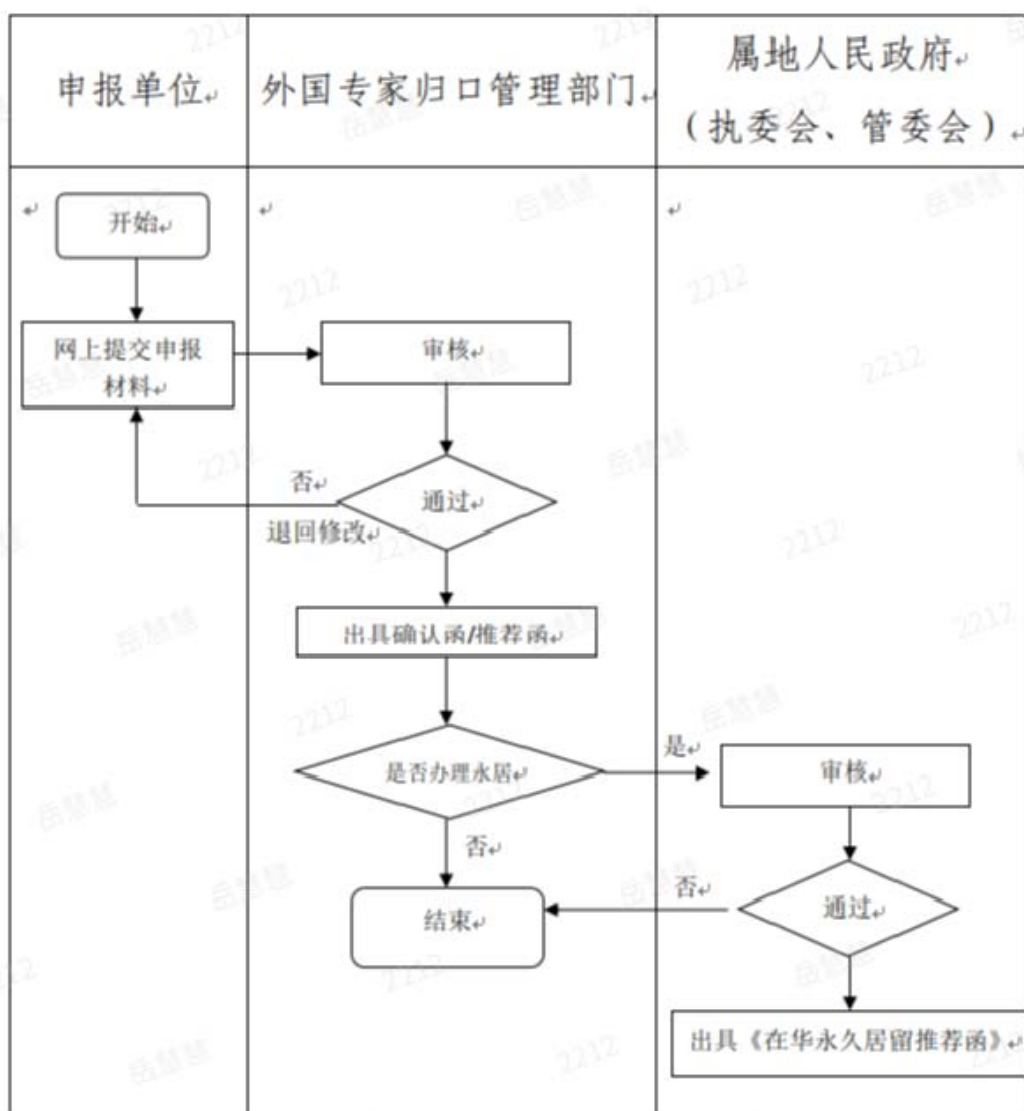 申报单位
外国专家归口管理部门
属地人民政府
（执委会、管委会）
开始
网上提交申报
材料
审核
否
通过
退回修改
出具确认函/推荐函
是否办理永居
是
审核
否
否
通过
结束
出具《在华永久居留推荐函》
岳慧慧
2212